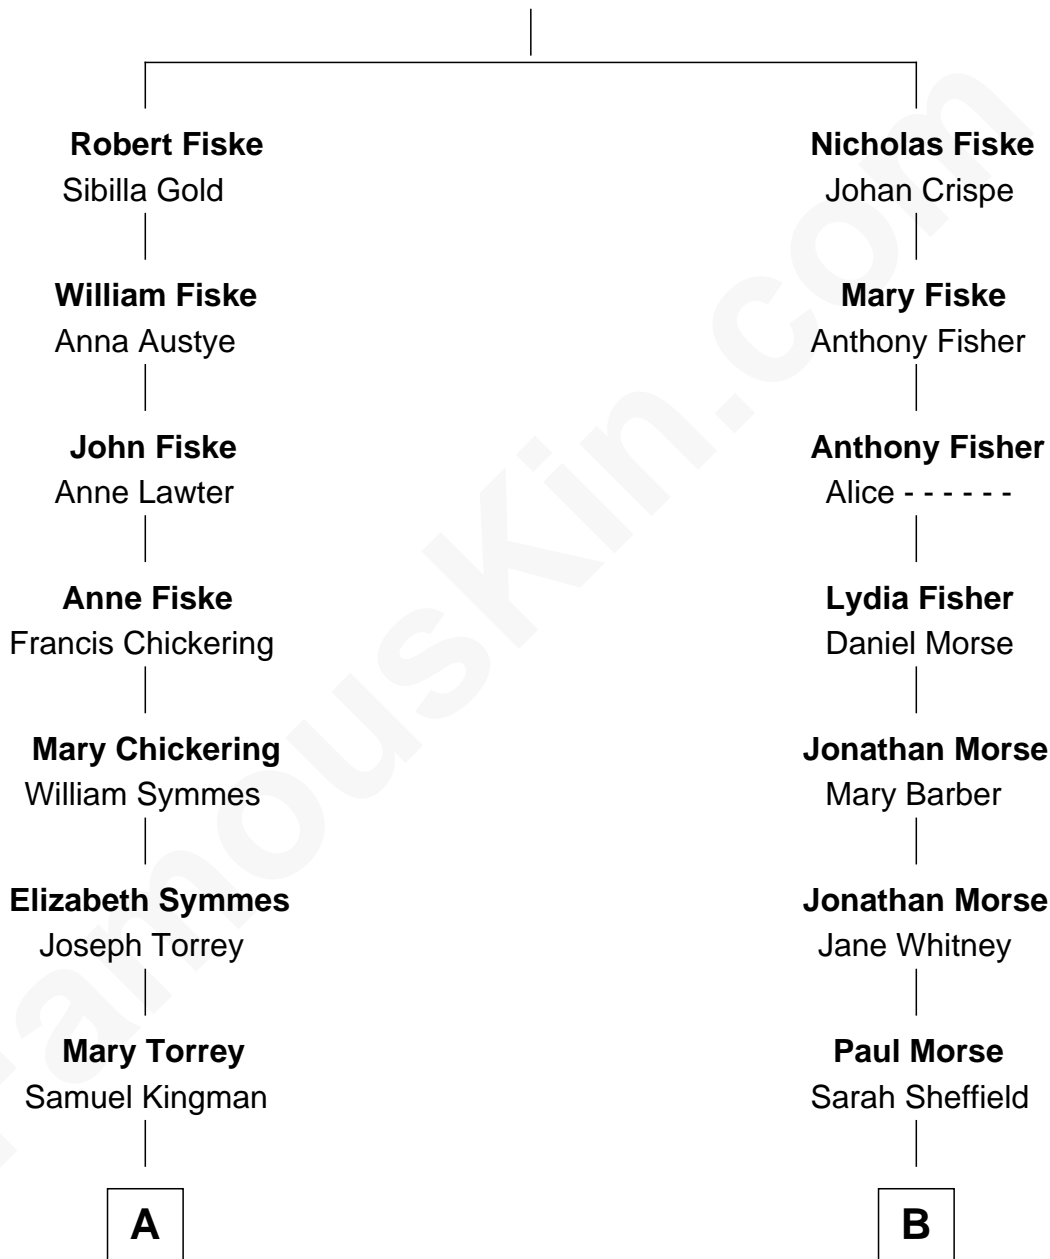 Robert Fiske
Sibilla Gold
William Fiske
Anna Austye
John Fiske
Anne Lawter
Anne Fiske
Francis Chickering
Mary Chickering
William Symmes
Elizabeth Symmes
Joseph Torrey
Mary Torrey
Samuel Kingman
A
Nicholas Fiske
Johan Crispe
Mary Fiske
Anthony Fisher
Anthony Fisher
Alice - - - - - -
Lydia Fisher
Daniel Morse
Jonathan Morse
Mary Barber
Jonathan Morse
Jane Whitney
Paul Morse
Sarah Sheffield
B
FamousKin.com